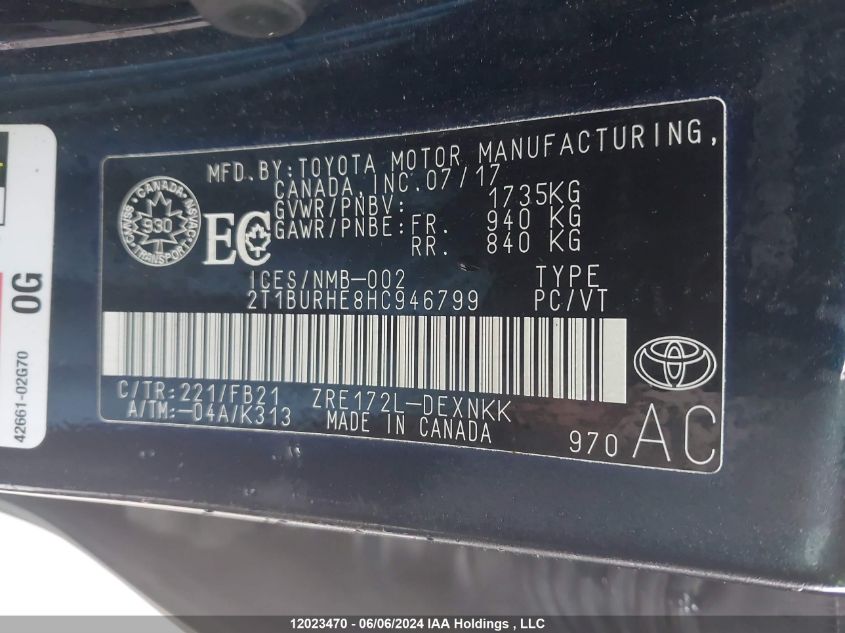 MFD.BY:TOYOTA MOTOR MANUFACTURING,
CANADA, INC.07/17
GVWR/PNBV: 1735KG
GAWR/PNBE: FR. 940 KG
RR. 840 KG
CANADA
930
TRANSPORT
EC
ICES/NMB-002 TYPE
2T1BURHE8HC946799 PC/VT
C/TR:221/FB21 ZRE172L-DEXNKK
A/TM:-04A/K313 MADE IN CANADA
970 AC
0G
42661-02G70
12023470 - 06/06/2024 IAA Holdings , LLC